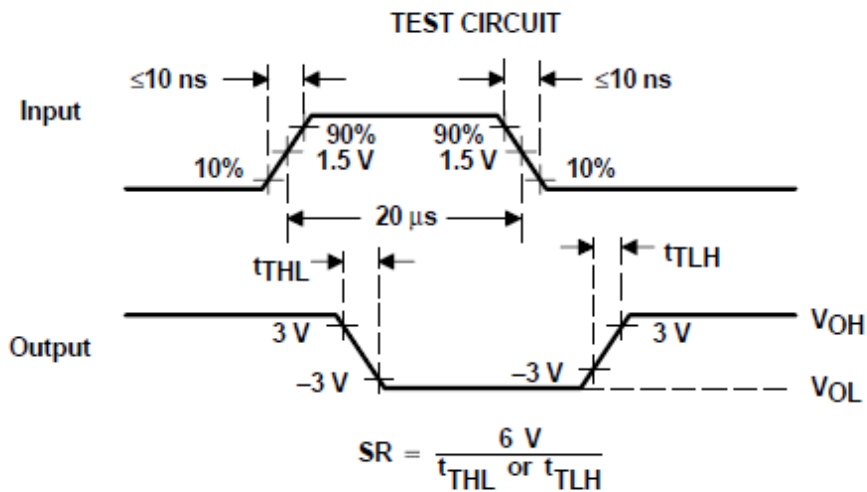 TEST CIRCUIT
≤10 ns
≤10 ns
Input
90%
90%
1.5 V
1.5 V
10%
10%
20 μs
tTHL
tTLH
Output
3 V
3 V
VOH
–3 V
–3 V
VOL
SR = 6 V / tTHL or tTLH